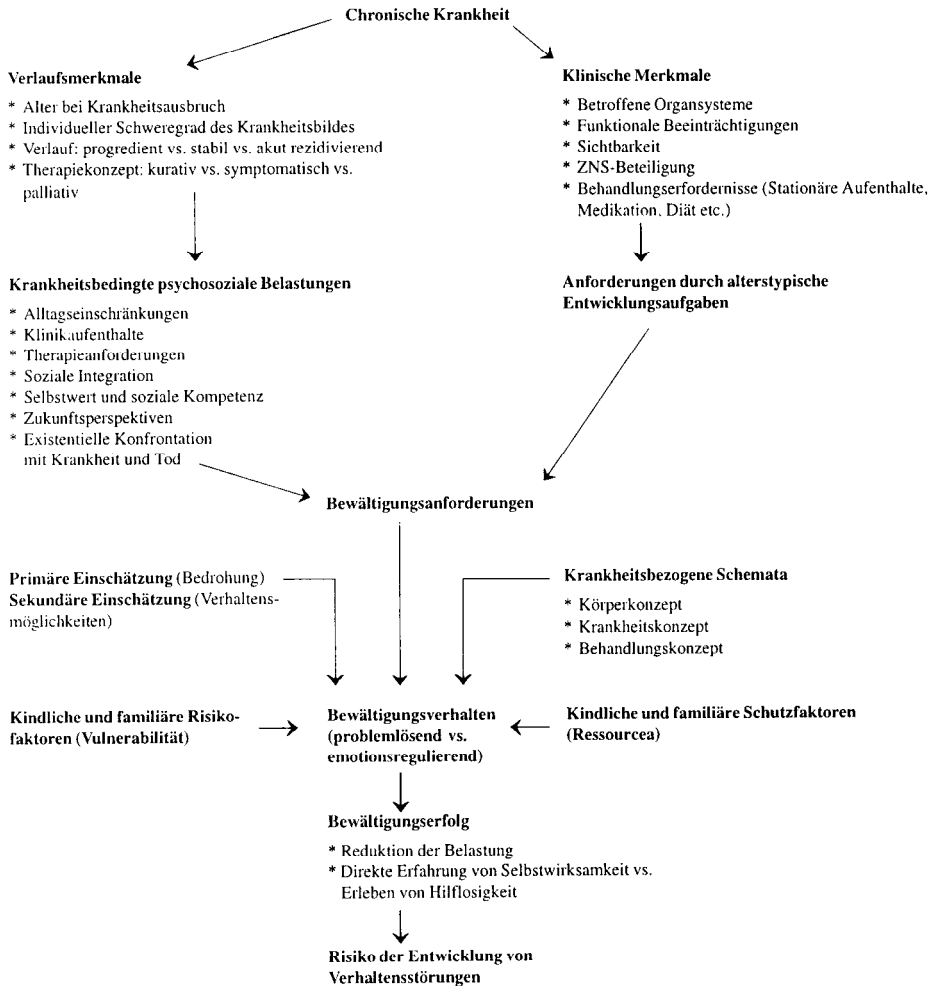 Chronische Krankheit
Verlaufsmerkmale
* Alter bei Krankheitsausbruch
* Individueller Schweregrad des Krankheitsbildes
* Verlauf: progredient vs. stabil vs. akut rezidivierend
* Therapiekonzept: kurativ vs. symptomatisch vs.
palliativ
Klinische Merkmale
* Betroffene Organsysteme
* Funktionale Beeinträchtigungen
* Sichtbarkeit
* ZNS-Beteiligung
* Behandlungserfordernisse (Stationäre Aufenthalte,
Medikation, Diät etc.)
Krankheitsbedingte psychosoziale Belastungen
* Alltagseinschränkungen
* Klinikaufenthalte
* Therapieanforderungen
* Soziale Integration
* Selbstwert und soziale Kompetenz
* Zukunftsperspektiven
* Existentielle Konfrontation
mit Krankheit und Tod
Anforderungen durch alterstypische
Entwicklungsaufgaben
Bewältigungsanforderungen
Primäre Einschätzung (Bedrohung)
Sekundäre Einschätzung (Verhaltens-
möglichkeiten)
Krankheitsbezogene Schemata
* Körperkonzept
* Krankheitskonzept
* Behandlungskonzept
Kindliche und familiäre Risiko-
faktoren (Vulnerabilität)
Bewältigungsverhalten
(problemlösend vs.
emotionsregulierend)
Kindliche und familiäre Schutzfaktoren
(Ressourcea)
Bewältigungserfolg
* Reduktion der Belastung
* Direkte Erfahrung von Selbstwirksamkeit vs.
Erleben von Hilflosigkeit
Risiko der Entwicklung von
Verhaltensstörungen